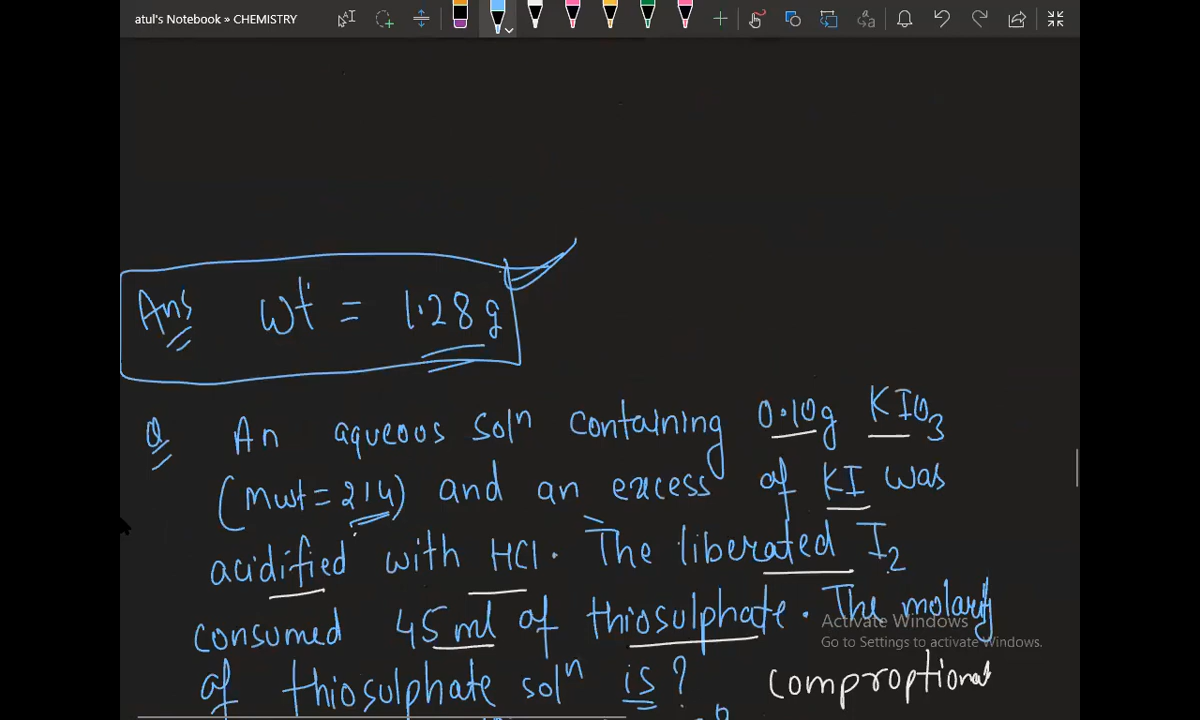 atul's Notebook » CHEMISTRY
Ans wt = 1.28 g
Q An aqueous solⁿ containing 0.10g KIO₃
(Mwt = 214) and an excess of KI was
acidified with HCl. The liberated I₂
consumed 45 ml of thiosulphate. The molarity
Activate Windows
Go to Settings to activate Windows.
of thiosulphate solⁿ is ? comproptionat